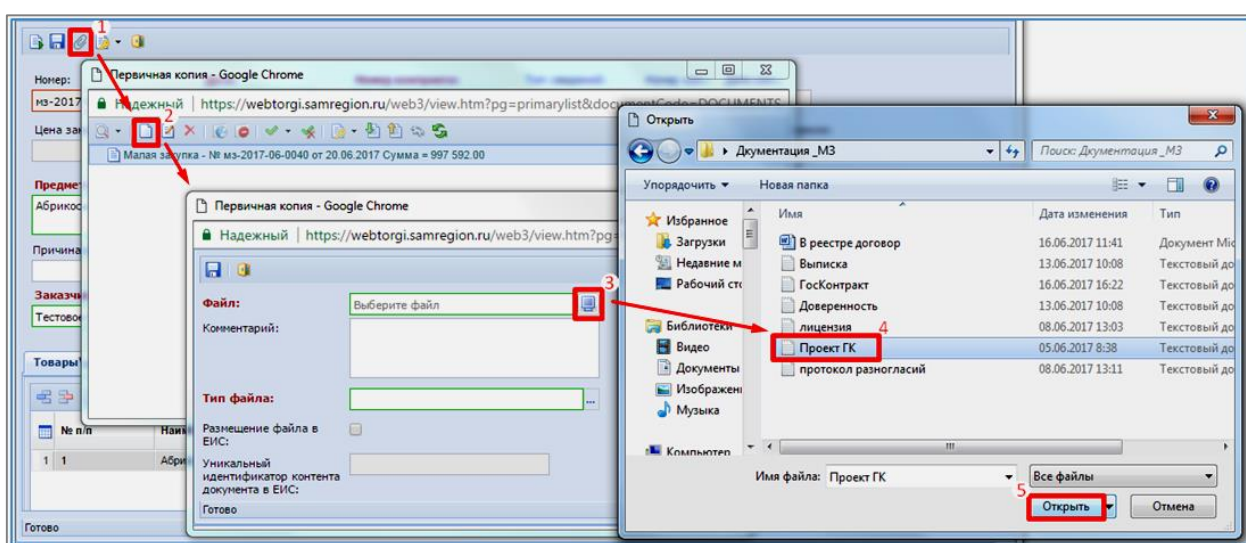 1
Номер:
мз-2017
Цена за
Предме
Абрикос
Причина
Заказчи
Тестовое
Товары
№ п/п
Наим
1 1
Абри
Готово
Первичная копия - Google Chrome
Надежный | https://webtorgi.samregion.ru/web3/view.htm?pg=primarylist&documentCode=DOCUMENTS
2
Малая закупка - № мз-2017-06-0040 от 20.06.2017 Сумма = 997 592.00
Первичная копия - Google Chrome
Надежный | https://webtorgi.samregion.ru/web3/view.htm?pg=
3
Файл:
Выберите файл
Комментарий:
Тип файла:
...
Размещение файла в
ЕИС:
Уникальный
идентификатор контента
документа в ЕИС:
Готово
Открыть
Дкументация _МЗ
Поиск: Дкументация _МЗ
Упорядочить
Новая папка
Избранное
Загрузки
Недавние м
Рабочий сто
Библиотеки
Видео
Документы
Изображен
Музыка
Компьютер
Имя
Дата изменения
Тип
В реестре договор
16.06.2017 11:41
Документ Mic
Выписка
13.06.2017 10:08
Текстовый до
ГосКонтракт
16.06.2017 16:22
Текстовый до
Доверенность
13.06.2017 10:08
Текстовый до
лицензия
4
08.06.2017 13:03
Текстовый до
Проект ГК
05.06.2017 8:38
Текстовый до
протокол разногласий
08.06.2017 13:11
Текстовый до
Имя файла:
Проект ГК
Все файлы
5
Открыть
Отмена